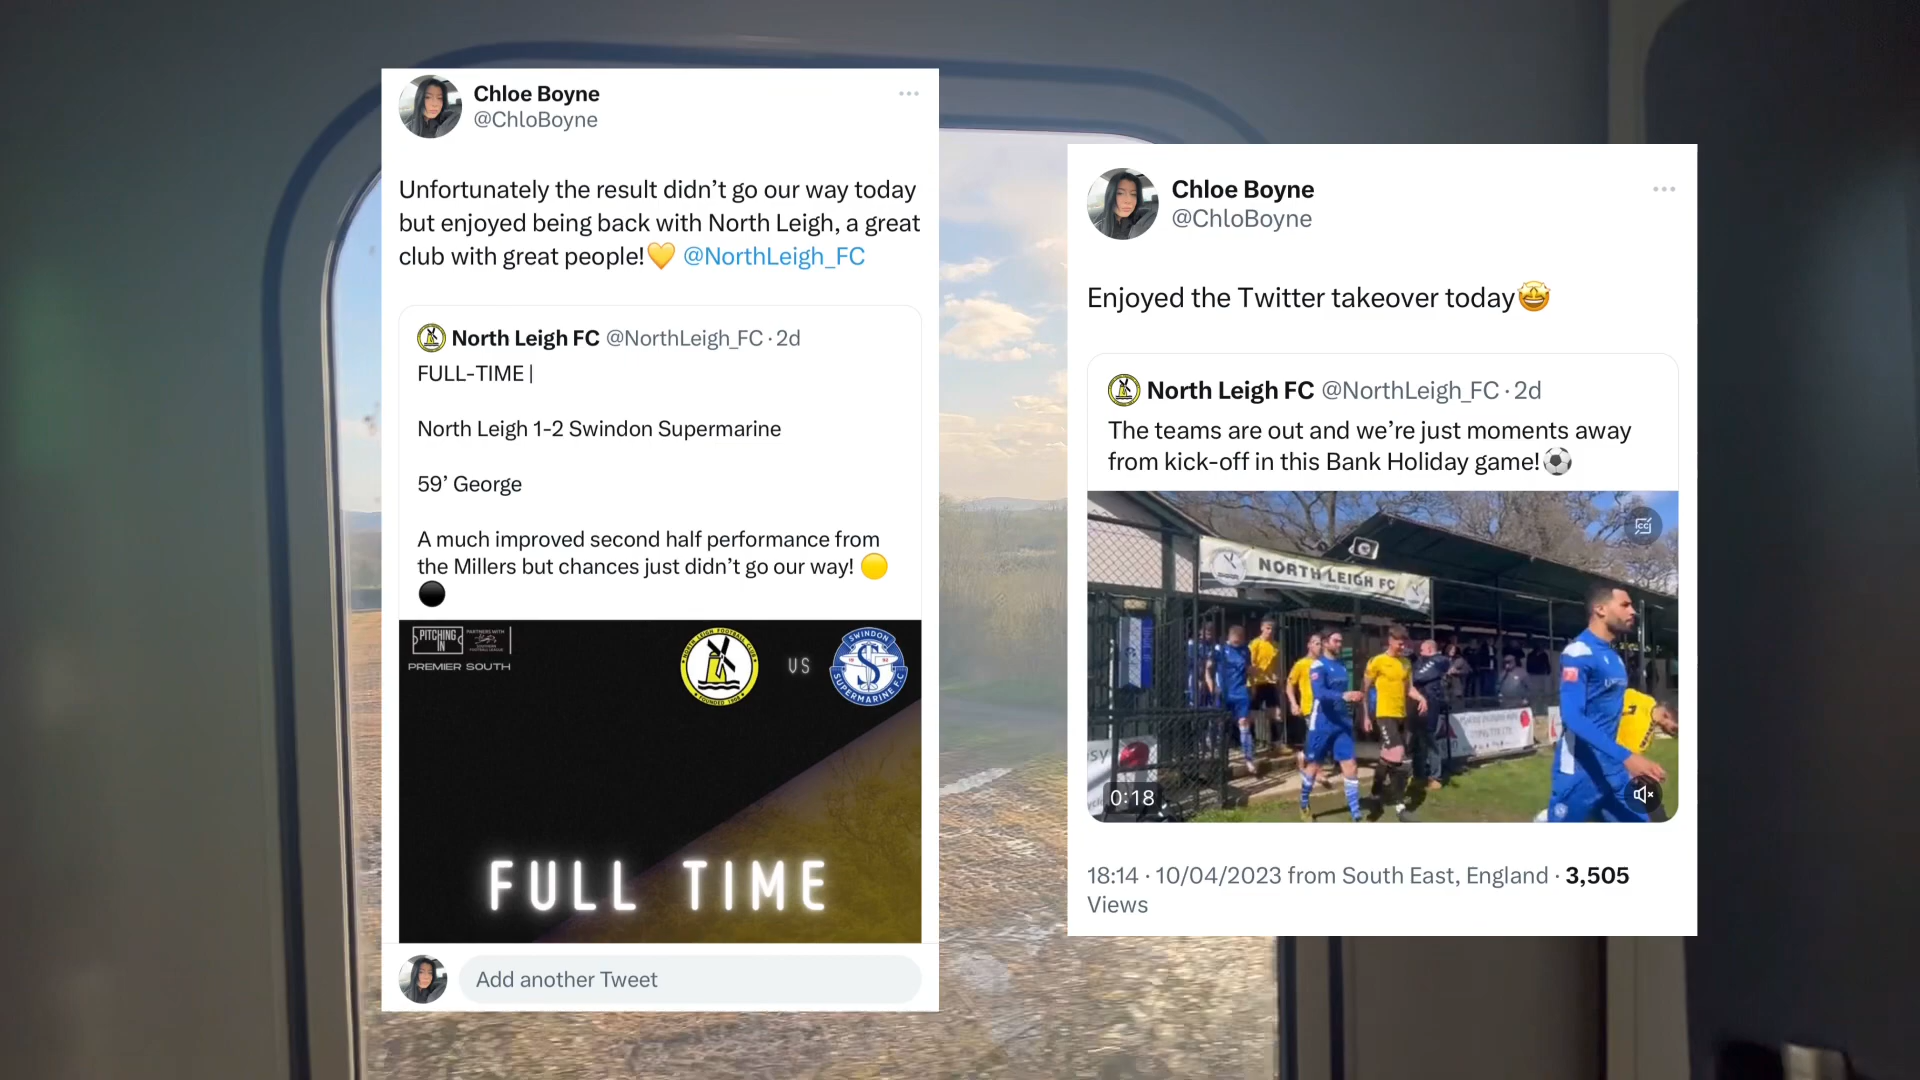 Chloe Boyne
@ChloBoyne
Unfortunately the result didn't go our way today
but enjoyed being back with North Leigh, a great
club with great people!💛 @NorthLeigh_FC
North Leigh FC @NorthLeigh_FC · 2d
FULL-TIME |
North Leigh 1-2 Swindon Supermarine
59' George
A much improved second half performance from
the Millers but chances just didn't go our way! 🟡
⚫
PITCHING
IN
PARTNERS WITH
PREMIER SOUTH
VS
SWINDON
SUPERMARINE F.C
FULL TIME
Add another Tweet
Chloe Boyne
@ChloBoyne
Enjoyed the Twitter takeover today🤩
North Leigh FC @NorthLeigh_FC · 2d
The teams are out and we're just moments away
from kick-off in this Bank Holiday game!⚽
NORTH LEIGH FC
0:18
18:14 · 10/04/2023 from South East, England · 3,505
Views